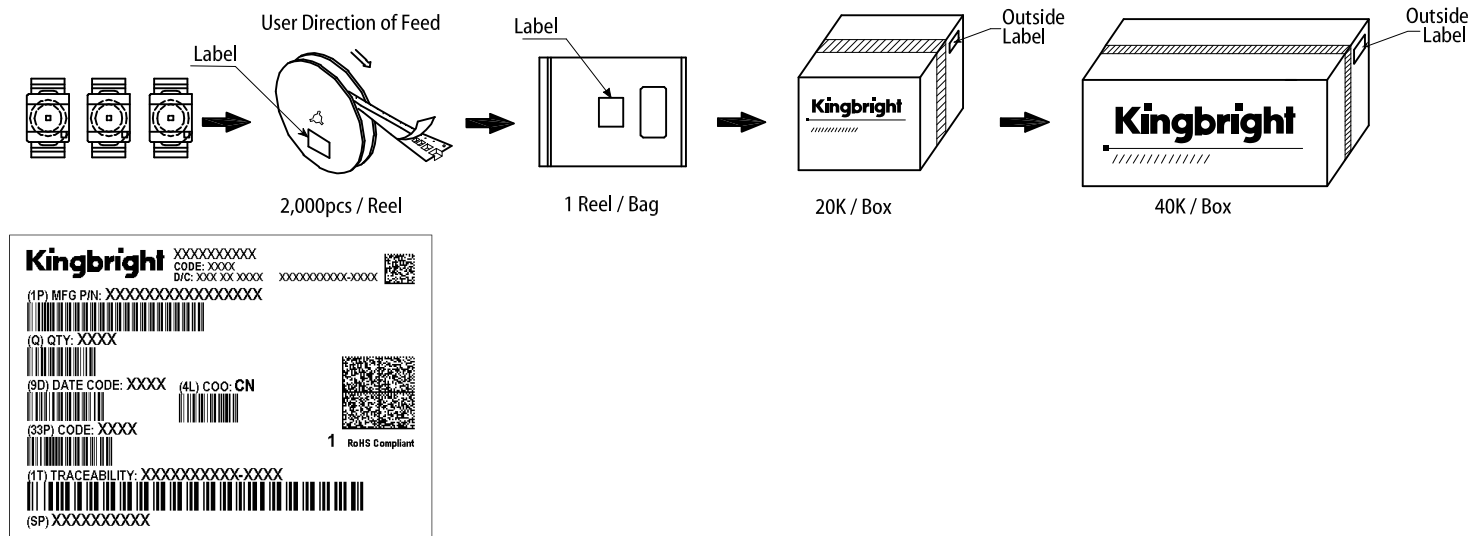 User Direction of Feed
Label
2,000pcs / Reel
Label
1 Reel / Bag
Outside
Label
Kingbright
20K / Box
Outside
Label
Kingbright
40K / Box
Kingbright
XXXXXXXXXX
CODE: XXXX
D/C: XXX XX XXXX
XXXXXXXXXX-XXXX
(1P) MFG P/N: XXXXXXXXXXXXXXXX
(Q) QTY: XXXX
(9D) DATE CODE: XXXX
(4L) COO: CN
(33P) CODE: XXXX
1 RoHS Compliant
(1T) TRACEABILITY: XXXXXXXXXX-XXXX
(SP) XXXXXXXXXX